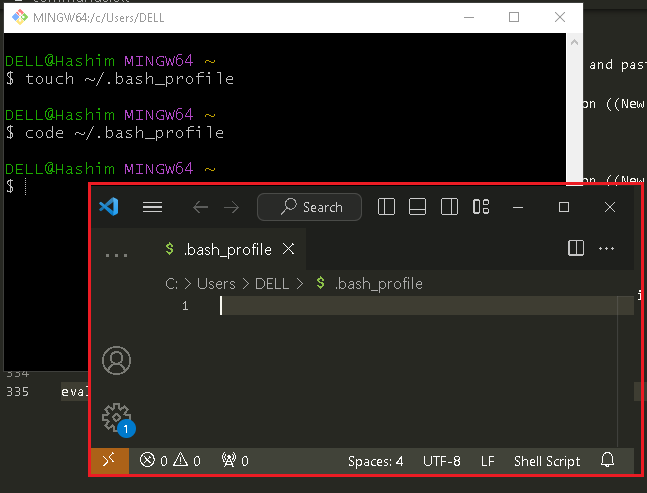 MINGW64:/c/Users/DELL
DELL@Hashim MINGW64 ~
$ touch ~/.bash_profile
DELL@Hashim MINGW64 ~
$ code ~/.bash_profile
DELL@Hashim MINGW64 ~
$
and pas
on ((New
on ((New
Search
$ .bash_profile
C: > Users > DELL > $ .bash_profile
1
334
335 eval
1
0 0 0
Spaces: 4 UTF-8 LF Shell Script